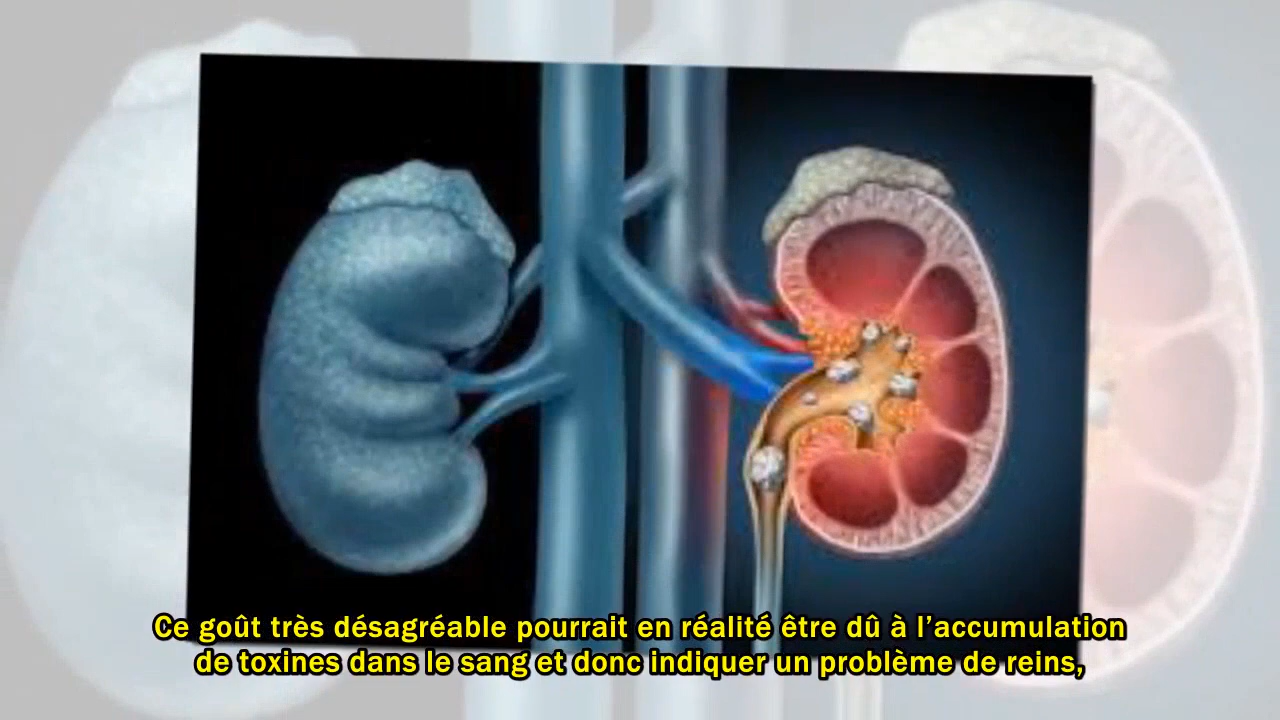 Ce goût très désagréable pourrait en réalité être dû à l’accumulation
de toxines dans le sang et donc indiquer un problème de reins,